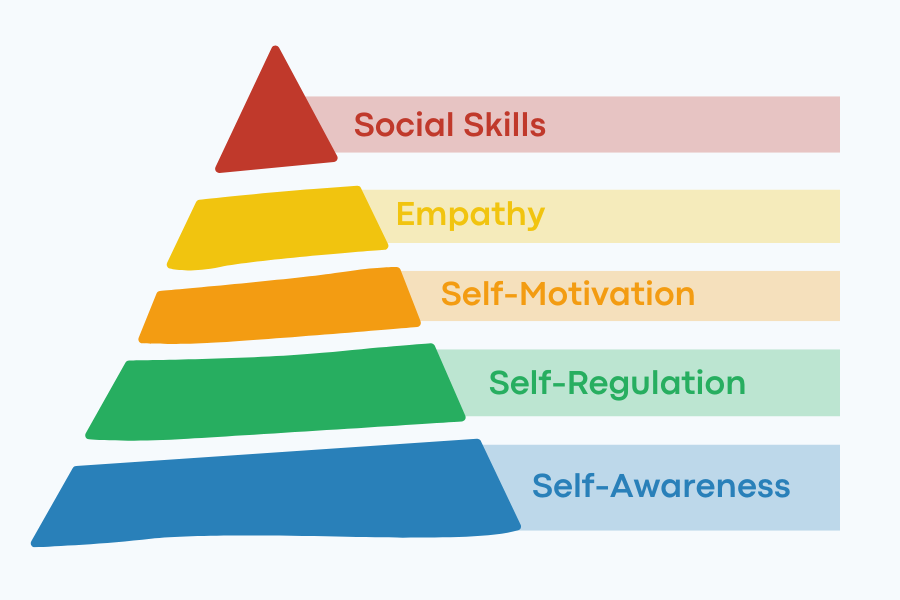 Social Skills
Empathy
Self-Motivation
Self-Regulation
Self-Awareness